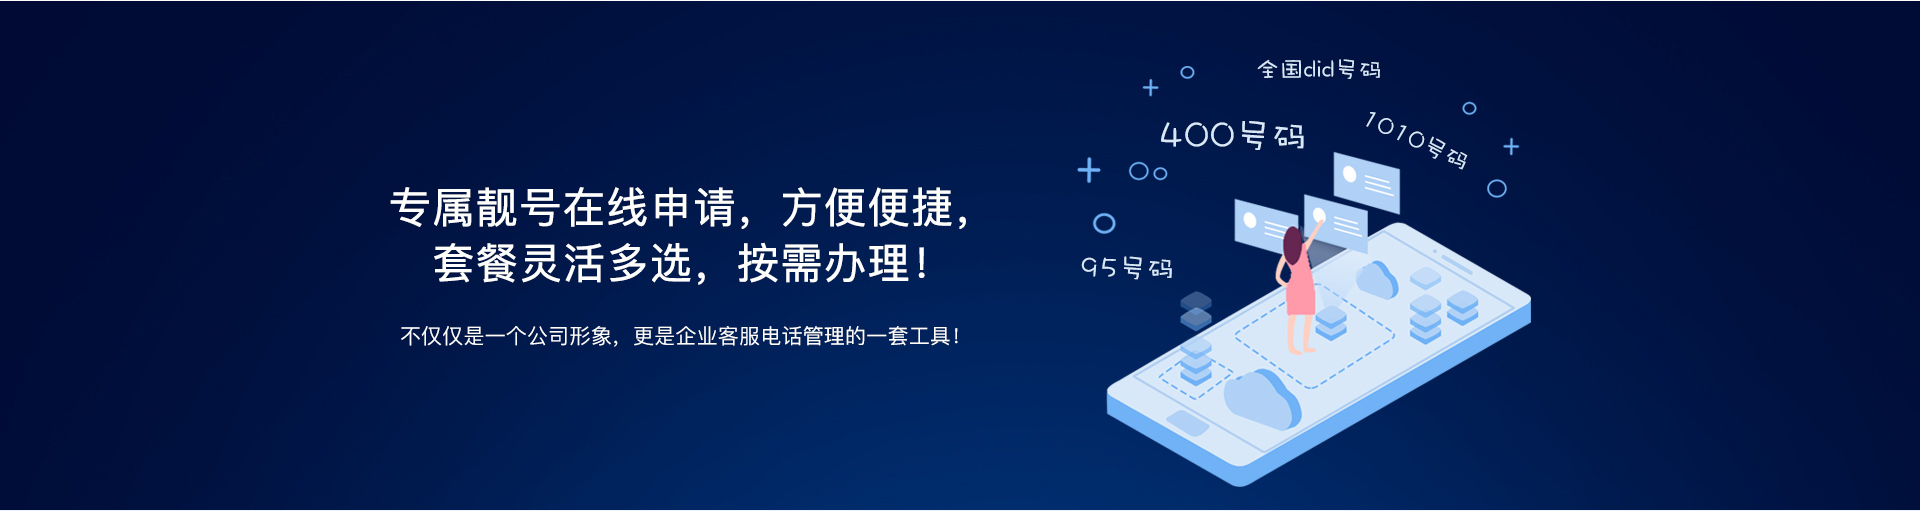 专属靓号在线申请，方便便捷，
套餐灵活多选，按需办理！
不仅仅是一个公司形象，更是企业客服电话管理的一套工具！
全国did号码
400号码
1010号码
95号码